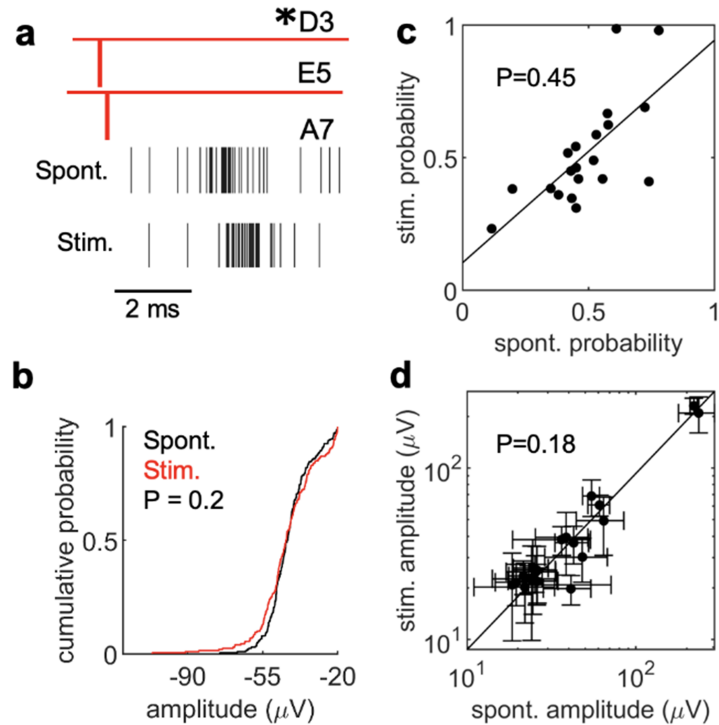 a
*D3
E5
A7
Spont.
Stim.
2 ms
b
cumulative probability
1
0.5
0
Spont.
Stim.
P = 0.2
-90
-55
-20
amplitude (μV)
c
stim. probability
1
0.5
0
P=0.45
0
0.5
1
spont. probability
d
stim. amplitude (μV)
10²
10¹
P=0.18
10¹
10²
spont. amplitude (μV)